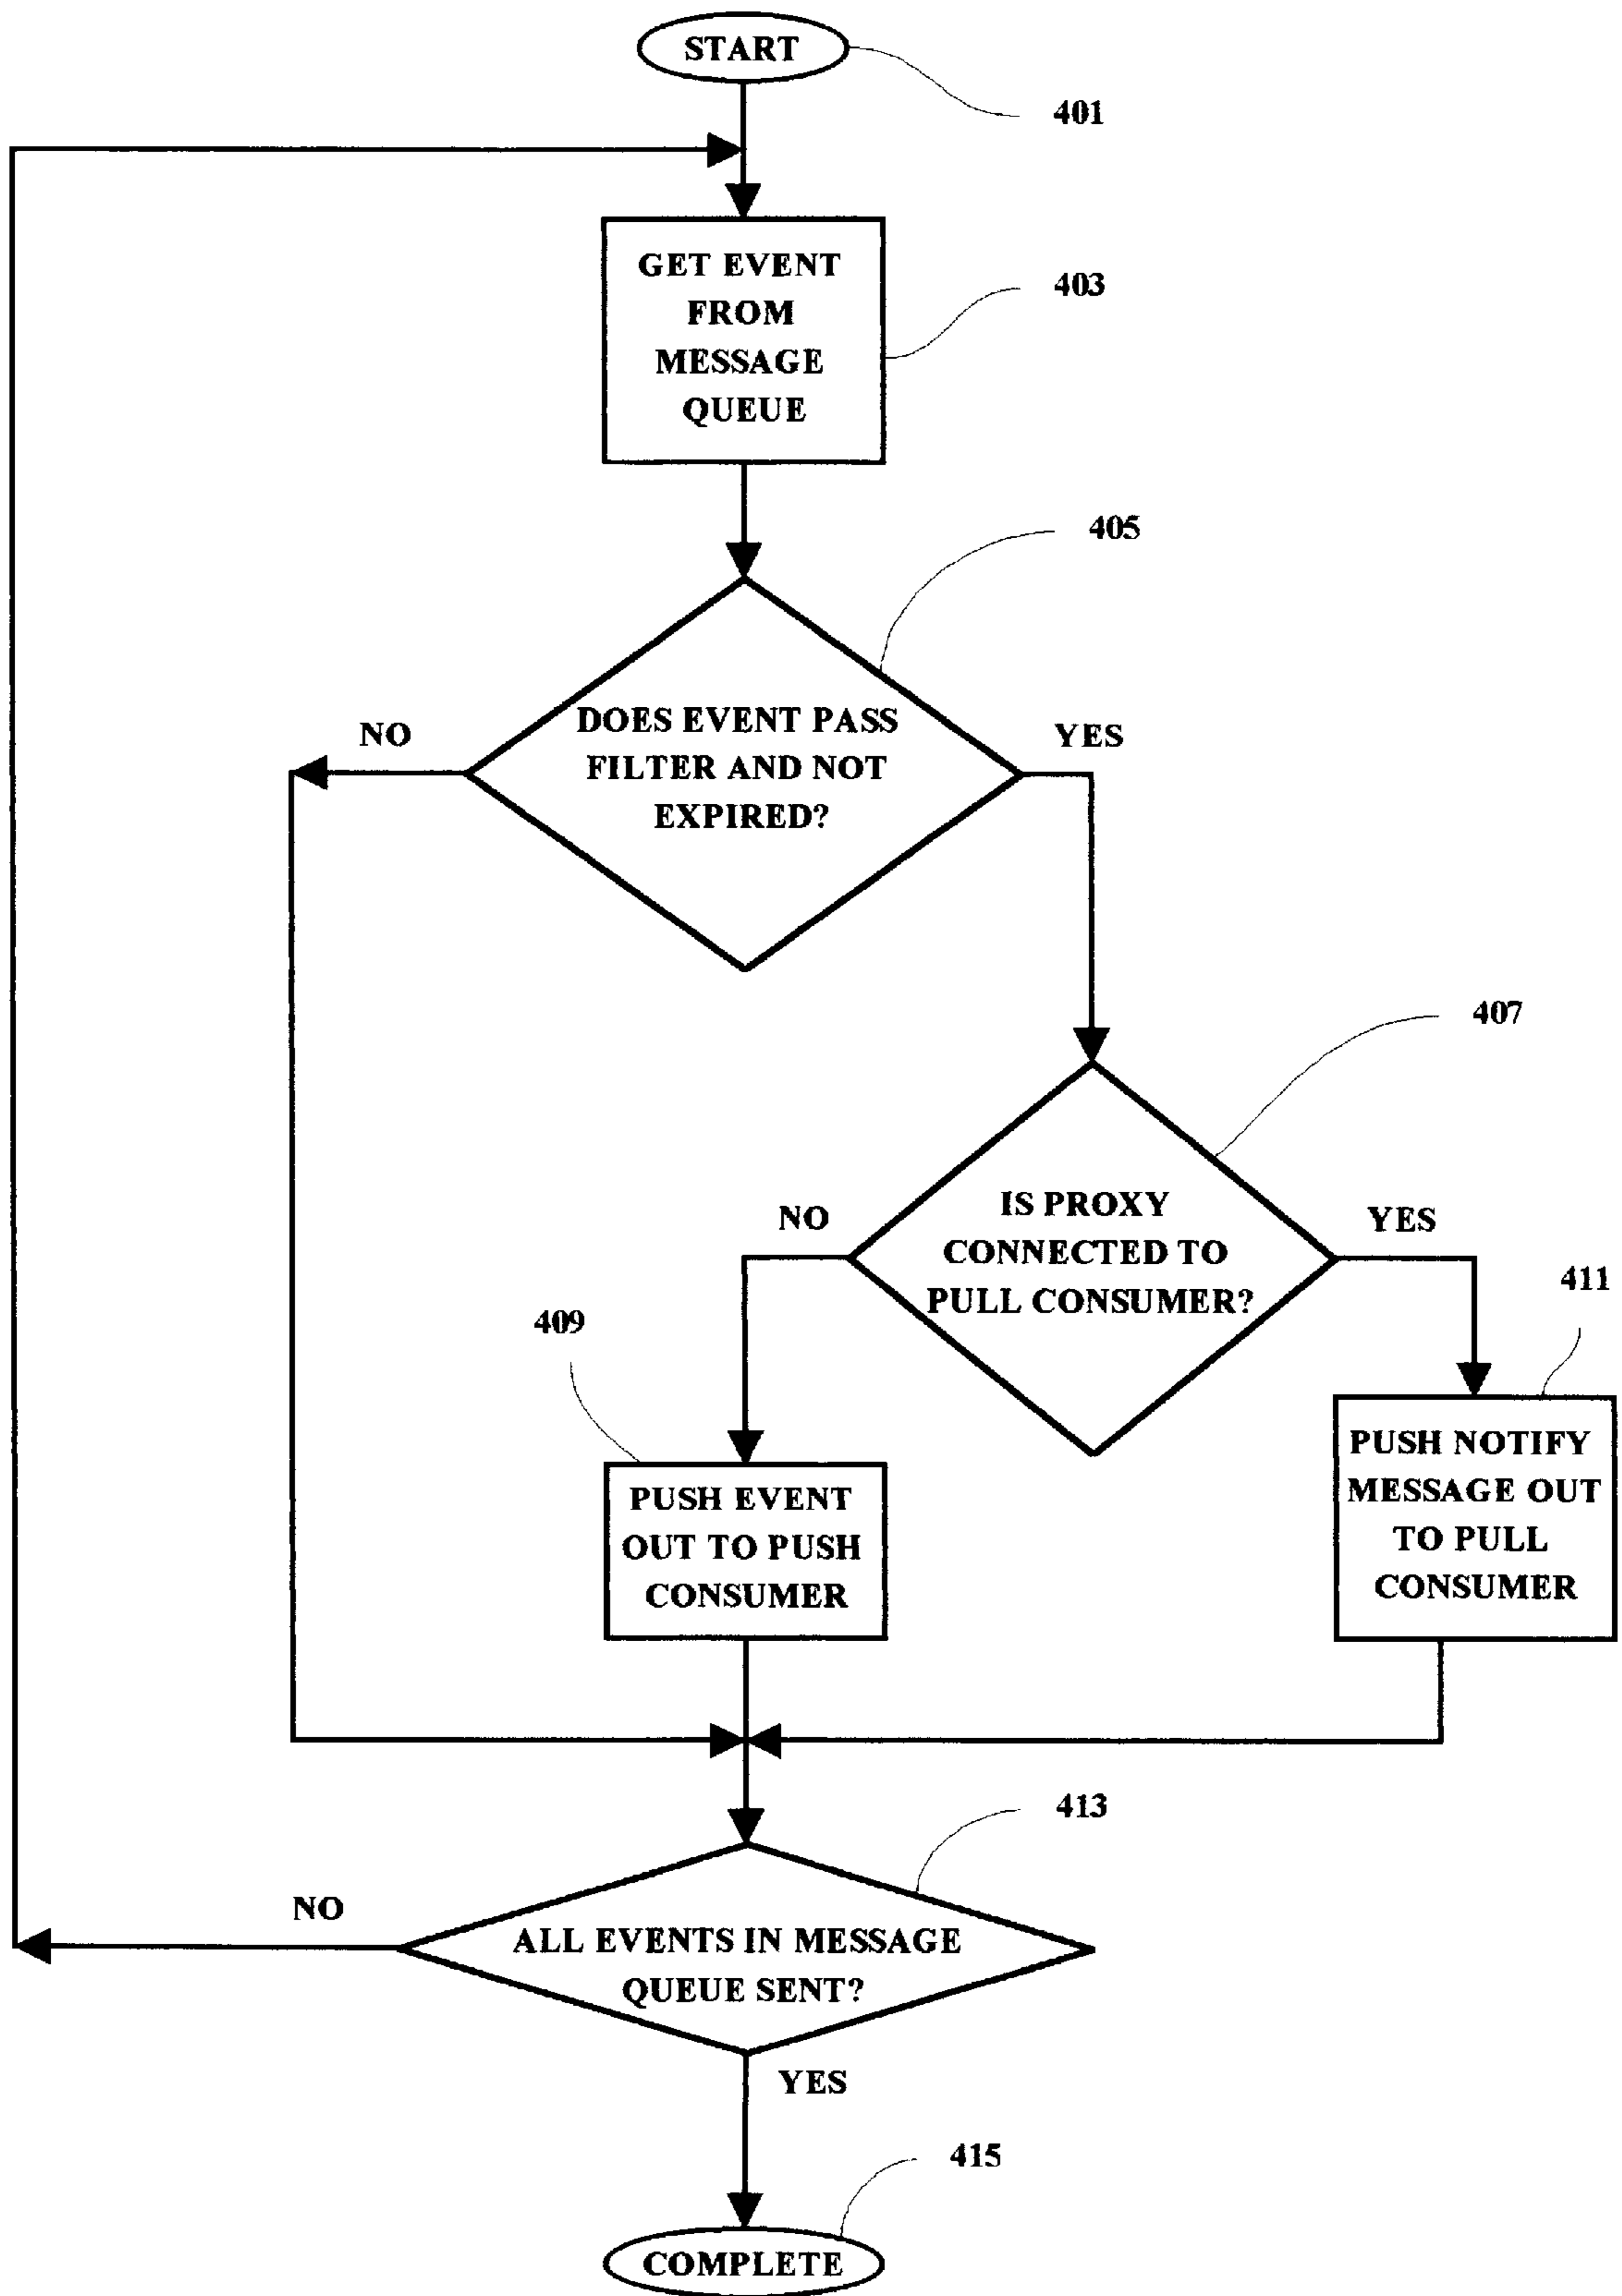 START
401
GET EVENT
FROM
MESSAGE
QUEUE
403
405
DOES EVENT PASS
FILTER AND NOT
EXPIRED?
NO
YES
407
IS PROXY
CONNECTED TO
PULL CONSUMER?
NO
YES
409
411
PUSH EVENT
OUT TO PUSH
CONSUMER
PUSH NOTIFY
MESSAGE OUT
TO PULL
CONSUMER
413
NO
ALL EVENTS IN MESSAGE
QUEUE SENT?
YES
415
COMPLETE